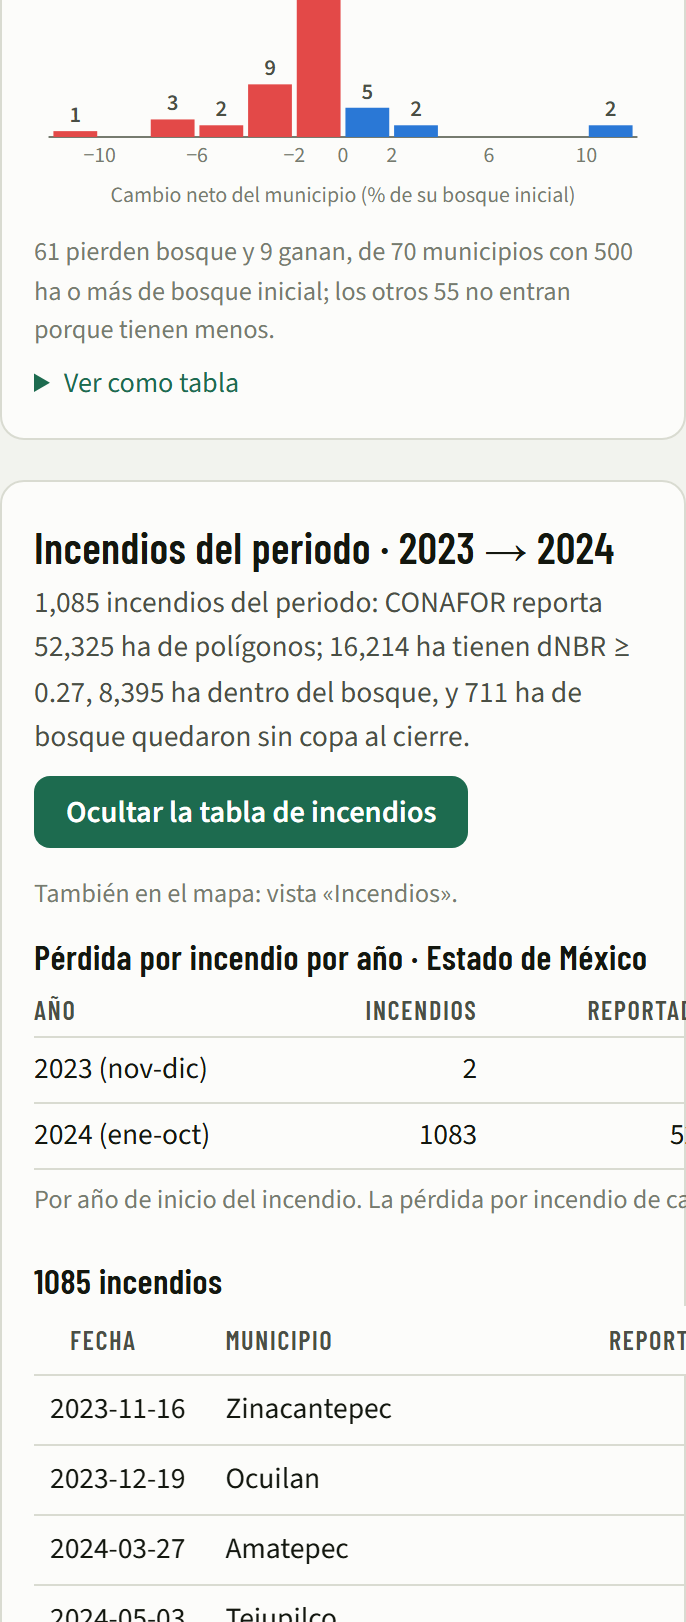 1
3
2
9
5
2
2
−10
−6
−2
0
2
6
10
Cambio neto del municipio (% de su bosque inicial)
61 pierden bosque y 9 ganan, de 70 municipios con 500
ha o más de bosque inicial; los otros 55 no entran
porque tienen menos.
▶ Ver como tabla
Incendios del periodo · 2023 → 2024
1,085 incendios del periodo: CONAFOR reporta
52,325 ha de polígonos; 16,214 ha tienen dNBR ≥
0.27, 8,395 ha dentro del bosque, y 711 ha de
bosque quedaron sin copa al cierre.
Ocultar la tabla de incendios
También en el mapa: vista «Incendios».
Pérdida por incendio por año · Estado de México
AÑO INCENDIOS
2023 (nov-dic) 2
2024 (ene-oct) 1083
Por año de inicio del incendio. La pérdida por incendio de
1085 incendios
FECHA MUNICIPIO
2023-11-16 Zinacantepec
2023-12-19 Ocuilan
2024-03-27 Amatepec
2024-05-03 Tejupilco